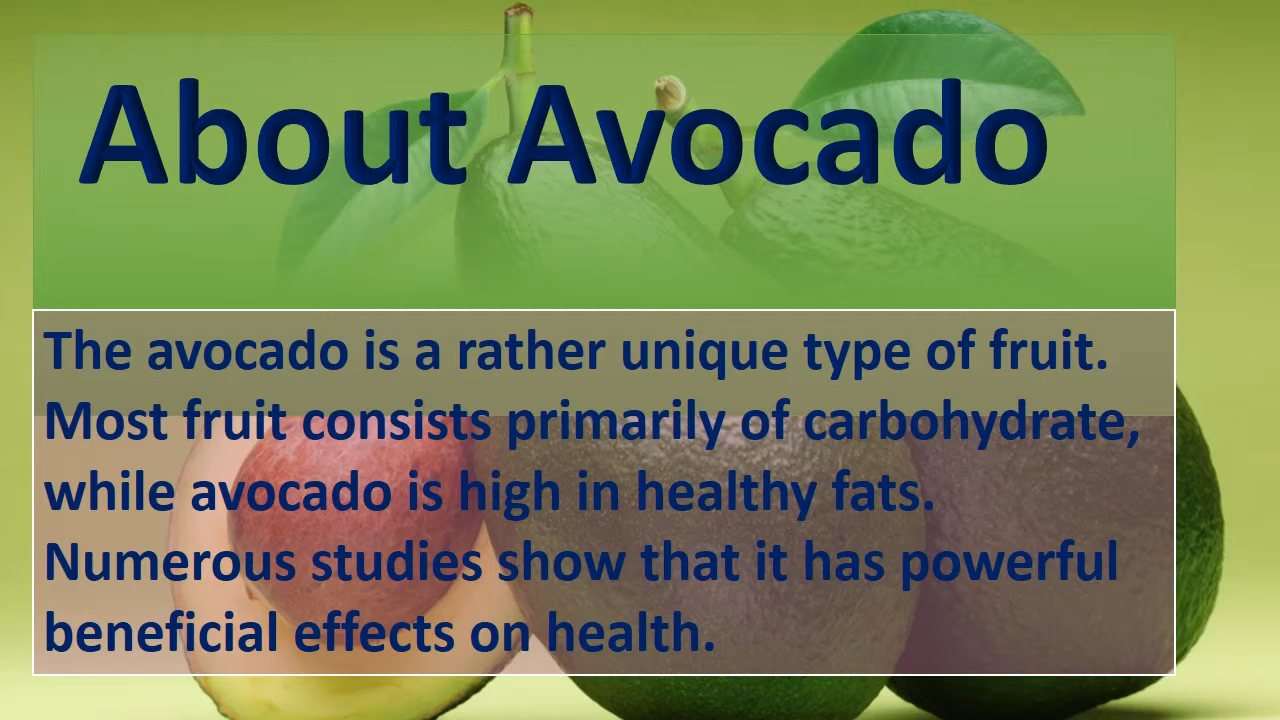 About Avocado
The avocado is a rather unique type of fruit.
Most fruit consists primarily of carbohydrate,
while avocado is high in healthy fats.
Numerous studies show that it has powerful
beneficial effects on health.